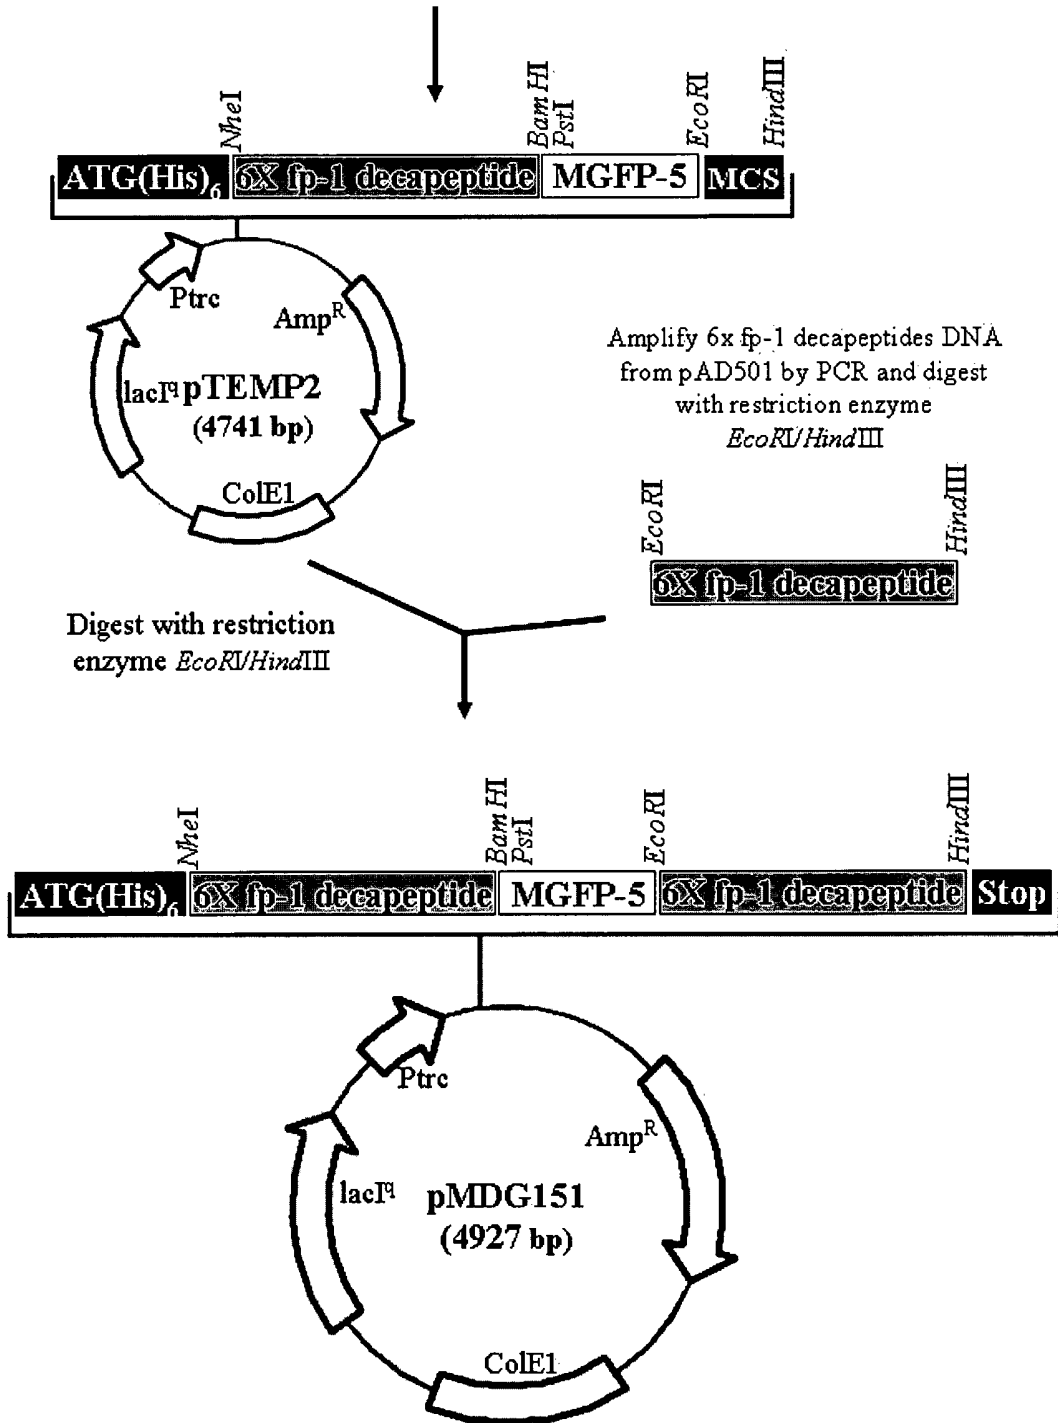 NheI
BamHI
PstI
EcoRI
HindIII
ATG(His)6
6X fp-1 decapeptide
MGFP-5
MCS
Ptrc
AmpR
lacIq
pTEMP2
(4741 bp)
ColE1
Amplify 6x fp-1 decapeptides DNA
from pAD501 by PCR and digest
with restriction enzyme
EcoRI/HindIII
EcoRI
HindIII
6X fp-1 decapeptide
Digest with restriction
enzyme EcoRI/HindIII
NheI
BamHI
PstI
EcoRI
HindIII
ATG(His)6
6X fp-1 decapeptide
MGFP-5
6X fp-1 decapeptide
Stop
Ptrc
AmpR
lacIq
pMDG151
(4927 bp)
ColE1